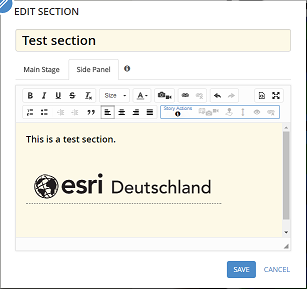 EDIT SECTION
Test section
Main Stage Side Panel
B I U S Tx Size A
Story Actions
This is a test section.
esri Deutschland
SAVE CANCEL